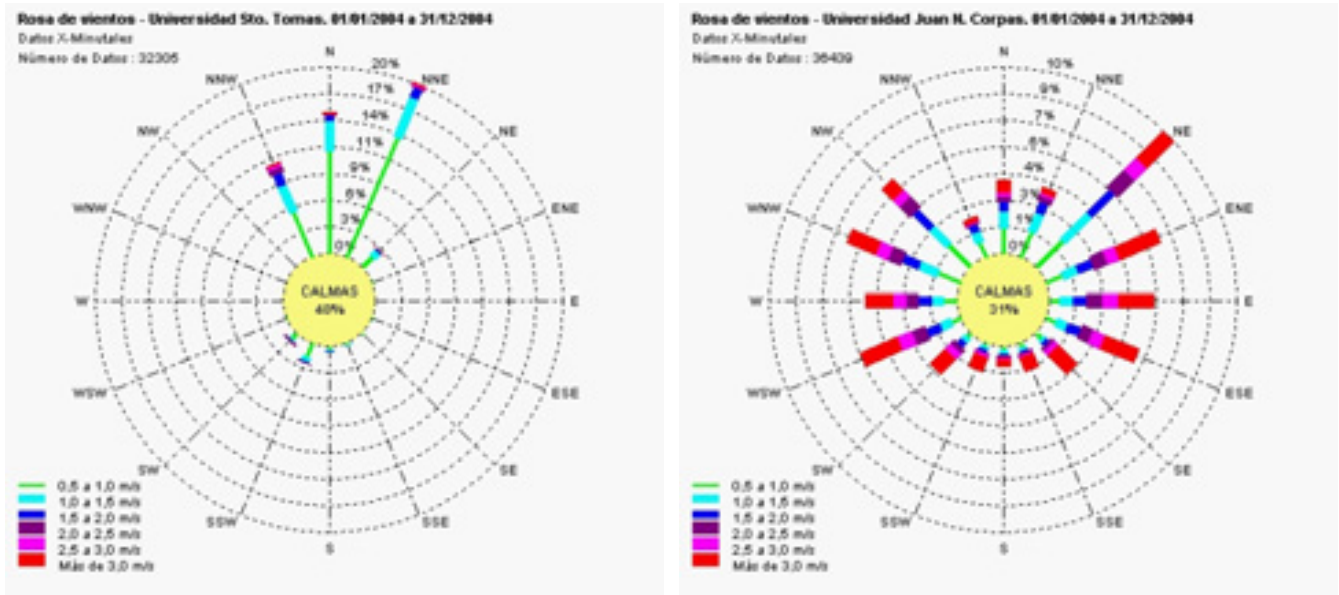 Rosa de vientos - Universidad Sto. Tomas. 01/01/2004 a 31/12/2004
Datos X-Minutales
Número de Datos : 32305
N
NNE
NE
ENE
E
ESE
SE
SSE
S
SSW
SW
WSW
W
WNW
NW
NNW
20%
17%
14%
11%
9%
6%
3%
0%
CALMAS
40%
0,5 a 1,0 m/s
1,0 a 1,5 m/s
1,5 a 2,0 m/s
2,0 a 2,5 m/s
2,5 a 3,0 m/s
Más de 3,0 m/s
Rosa de vientos - Universidad Juan N. Corpas. 01/01/2004 a 31/12/2004
Datos X-Minutales
Número de Datos : 36409
N
NNE
NE
ENE
E
ESE
SE
SSE
S
SSW
SW
WSW
W
WNW
NW
NNW
10%
9%
7%
6%
4%
3%
1%
0%
CALMAS
31%
0,5 a 1,0 m/s
1,0 a 1,5 m/s
1,5 a 2,0 m/s
2,0 a 2,5 m/s
2,5 a 3,0 m/s
Más de 3,0 m/s